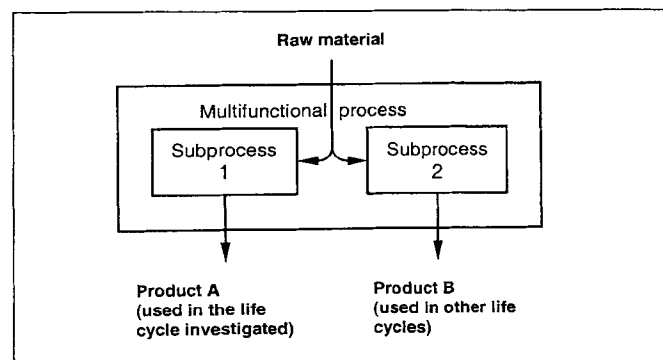 Raw material
Multifunctional process
Subprocess
1
Subprocess
2
Product A
(used in the life
cycle investigated)
Product B
(used in other life
cycles)